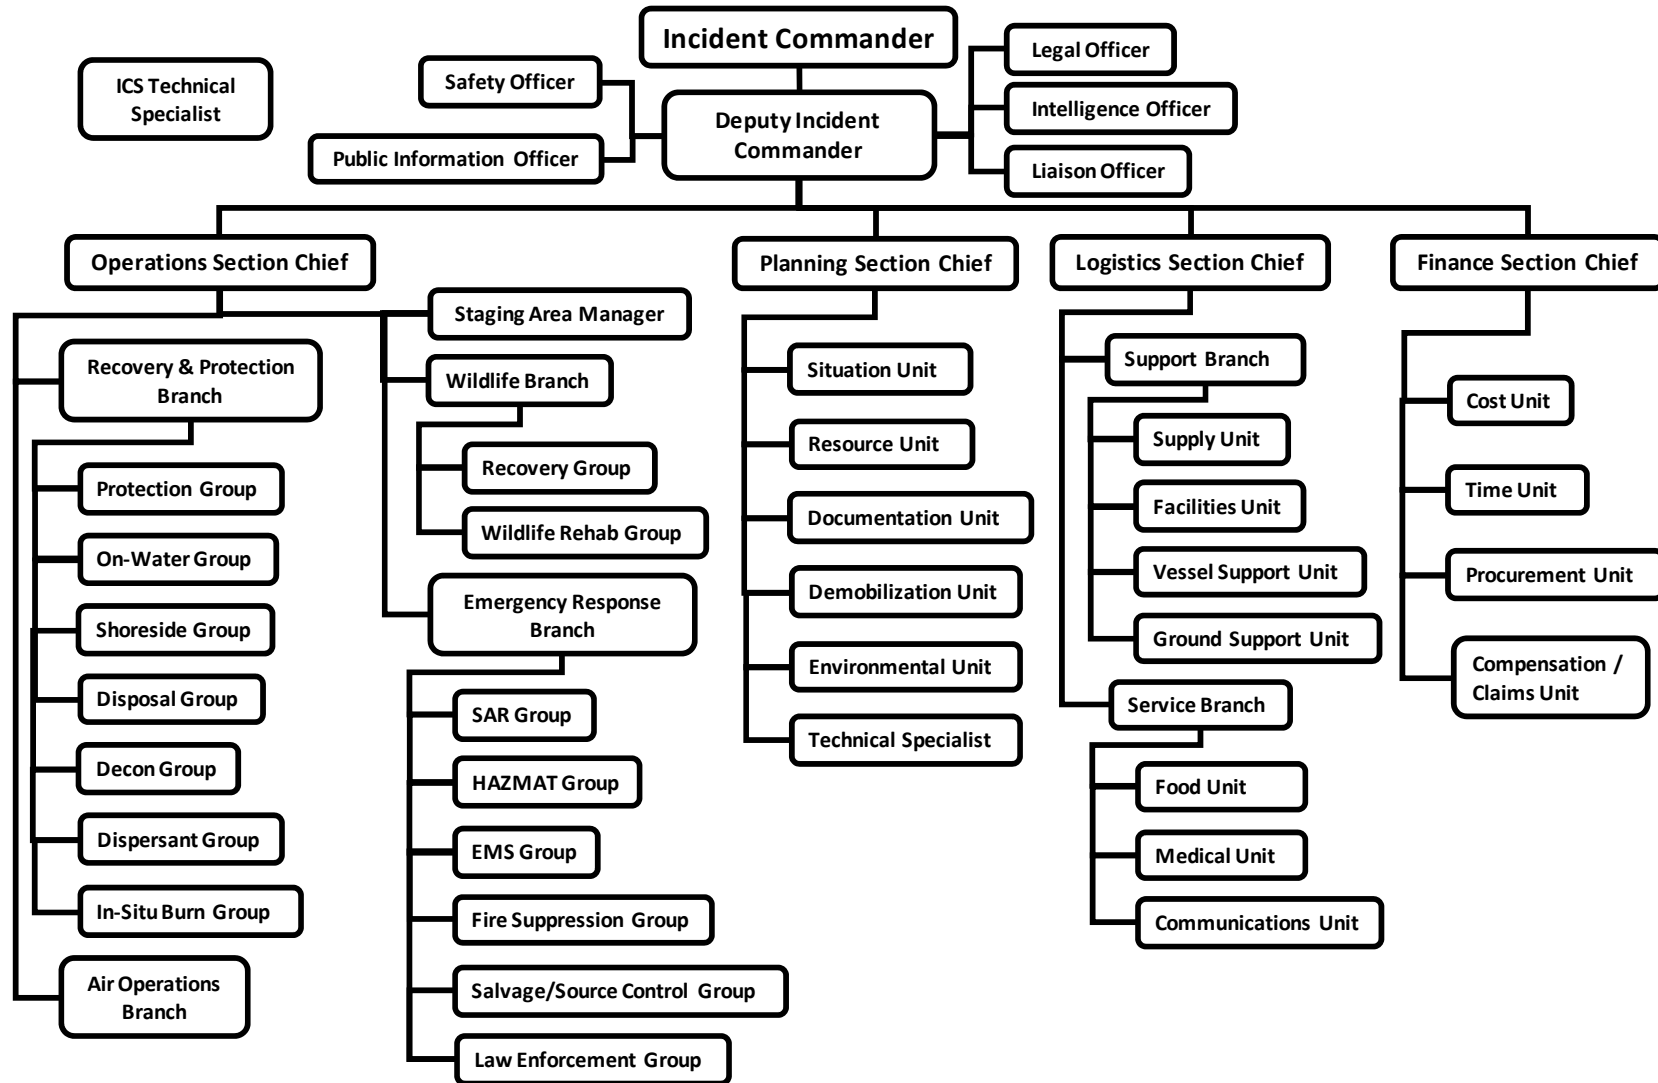 Incident Commander
Legal Officer
ICS Technical
Specialist
Safety Officer
Deputy Incident
Commander
Intelligence Officer
Public Information Officer
Liaison Officer
Operations Section Chief
Planning Section Chief
Logistics Section Chief
Finance Section Chief
Recovery & Protection
Branch
Protection Group
On-Water Group
Shoreside Group
Disposal Group
Decon Group
Dispersant Group
In-Situ Burn Group
Air Operations
Branch
Staging Area Manager
Wildlife Branch
Recovery Group
Wildlife Rehab Group
Emergency Response
Branch
SAR Group
HAZMAT Group
EMS Group
Fire Suppression Group
Salvage/Source Control Group
Law Enforcement Group
Situation Unit
Resource Unit
Documentation Unit
Demobilization Unit
Environmental Unit
Technical Specialist
Support Branch
Supply Unit
Facilities Unit
Vessel Support Unit
Ground Support Unit
Service Branch
Food Unit
Medical Unit
Communications Unit
Cost Unit
Time Unit
Procurement Unit
Compensation /
Claims Unit